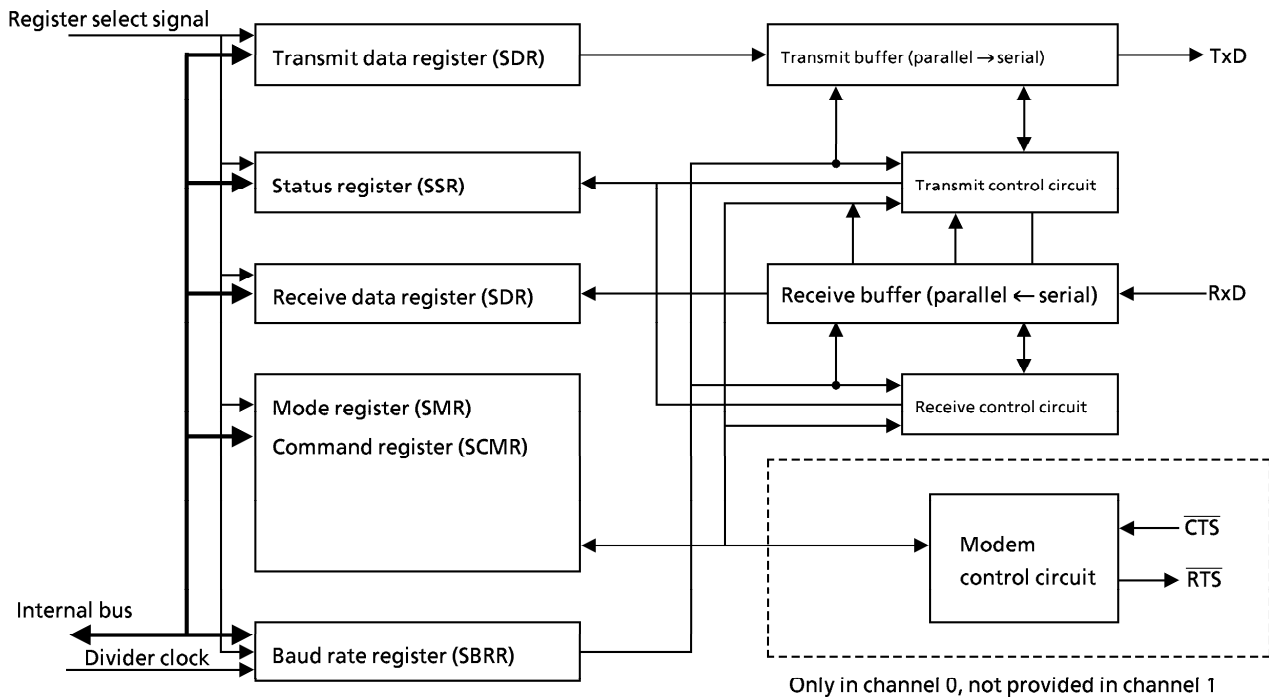 Register select signal
Transmit data register (SDR)
Transmit buffer (parallel → serial)
TxD
Status register (SSR)
Transmit control circuit
Receive data register (SDR)
Receive buffer (parallel ← serial)
RxD
Mode register (SMR)
Command register (SCMR)
Receive control circuit
Modem
control circuit
C̅T̅S̅
R̅T̅S̅
Internal bus
Divider clock
Baud rate register (SBRR)
Only in channel 0, not provided in channel 1